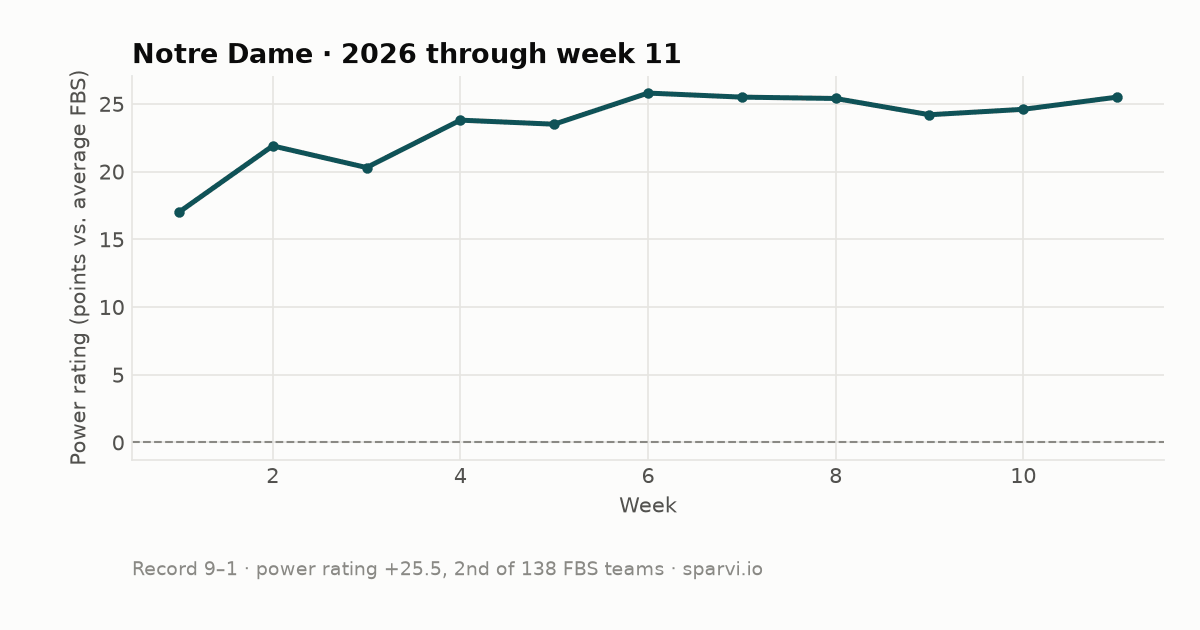 Notre Dame · 2026 through week 11
Power rating (points vs. average FBS)
25
20
15
10
5
0
2 4 6 8 10
Week
Record 9–1 · power rating +25.5, 2nd of 138 FBS teams · sparvi.io